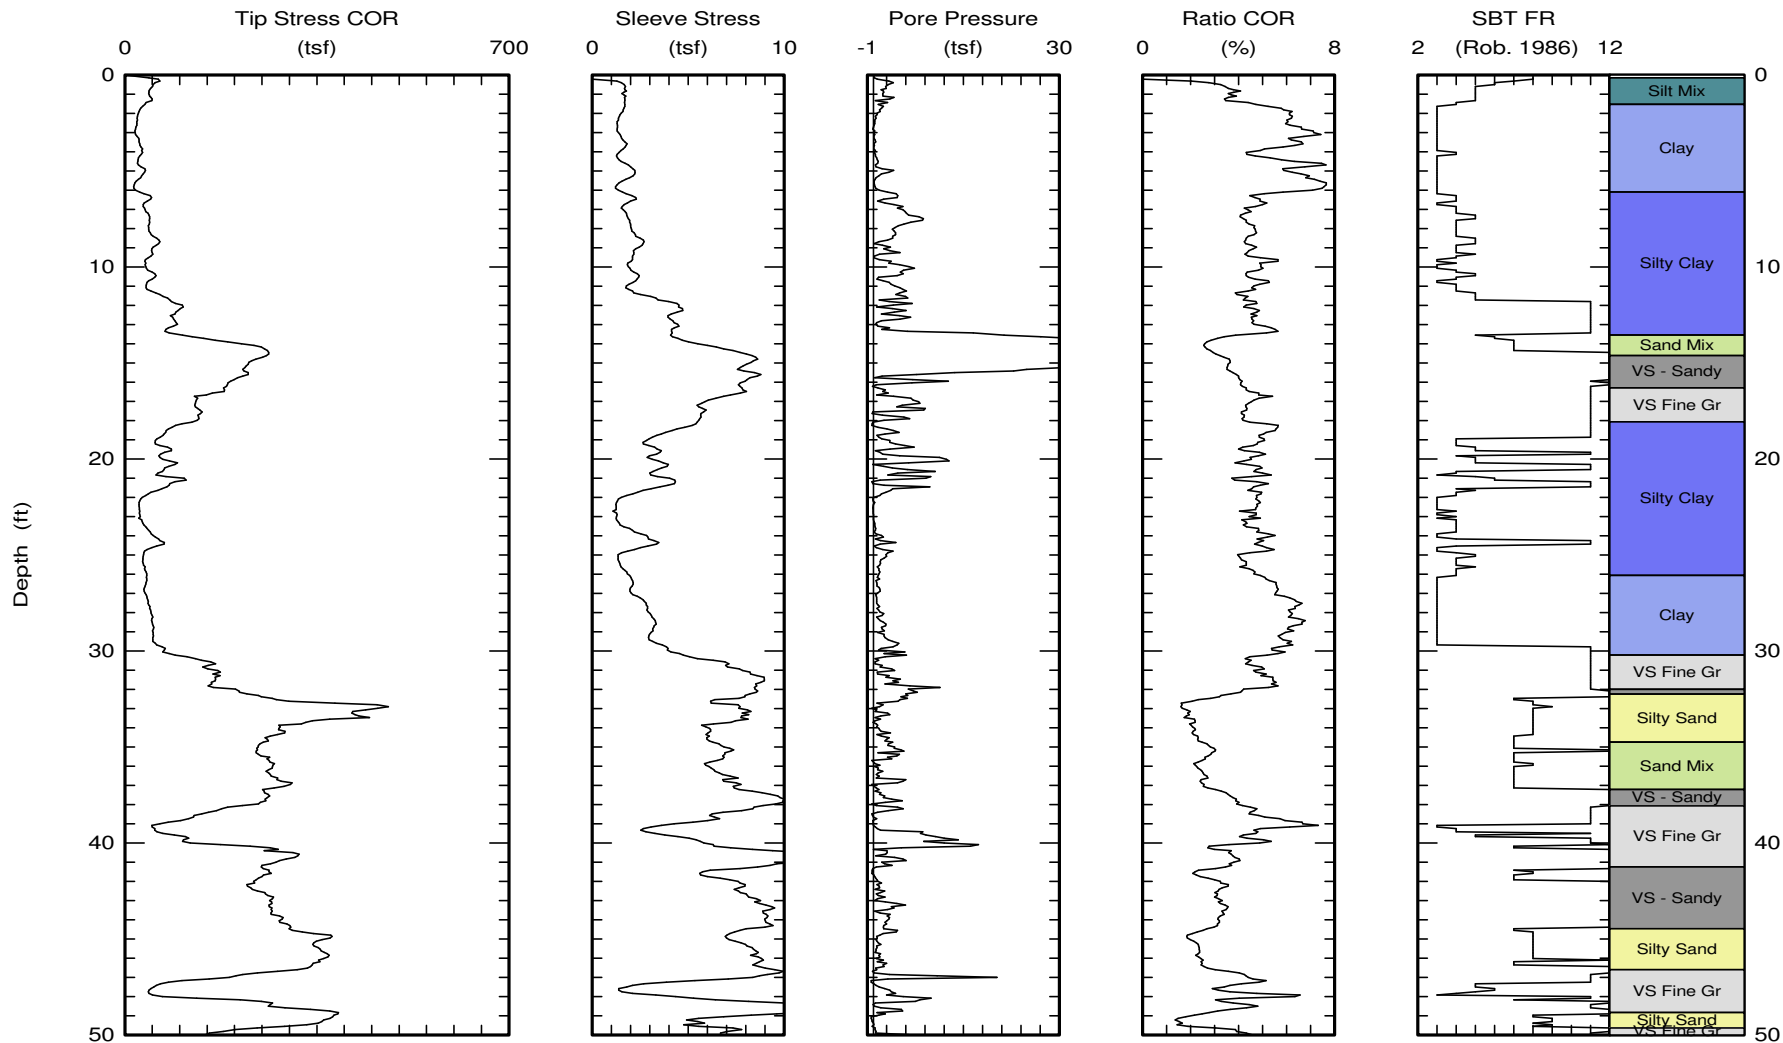 Tip Stress COR Sleeve Stress Pore Pressure Ratio COR SBT FR
0 (tsf) 700 0 (tsf) 10 -1 (tsf) 30 0 (%) 8 2 (Rob. 1986) 12
0 0
Silt Mix
Clay
Silty Clay
10 10
Sand Mix
VS - Sandy
VS Fine Gr
20 20
Silty Clay
Depth (ft)
Clay
30 30
VS Fine Gr
Silty Sand
Sand Mix
VS - Sandy
VS Fine Gr
40 40
VS - Sandy
Silty Sand
VS Fine Gr
Silty Sand
VS Fine Gr
50 50